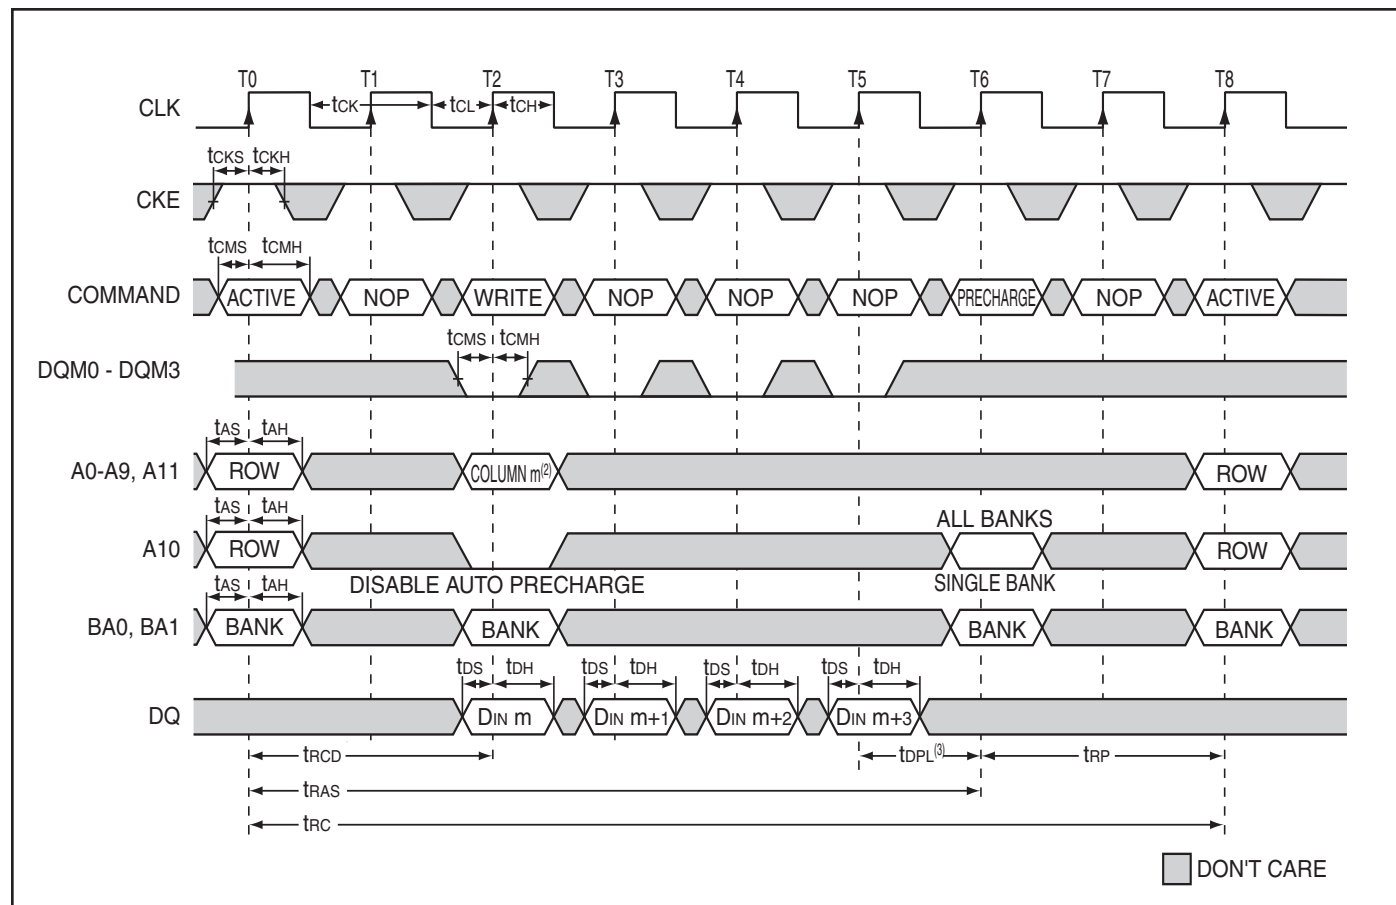 T0 T1 T2 T3 T4 T5 T6 T7 T8
CLK tCK tCL tCH
tCKS tCKH
CKE
tCMS tCMH
COMMAND ACTIVE NOP WRITE NOP NOP NOP PRECHARGE NOP ACTIVE
tCMS tCMH
DQM0 - DQM3
tAS tAH
A0-A9, A11 ROW COLUMN m(2) ROW
tAS tAH ALL BANKS
A10 ROW ROW
DISABLE AUTO PRECHARGE SINGLE BANK
tAS tAH
BA0, BA1 BANK BANK BANK BANK
tDS tDH tDS tDH tDS tDH tDS tDH
DQ DIN m DIN m+1 DIN m+2 DIN m+3
tRCD tDPL(3) tRP
tRAS
tRC
DON'T CARE